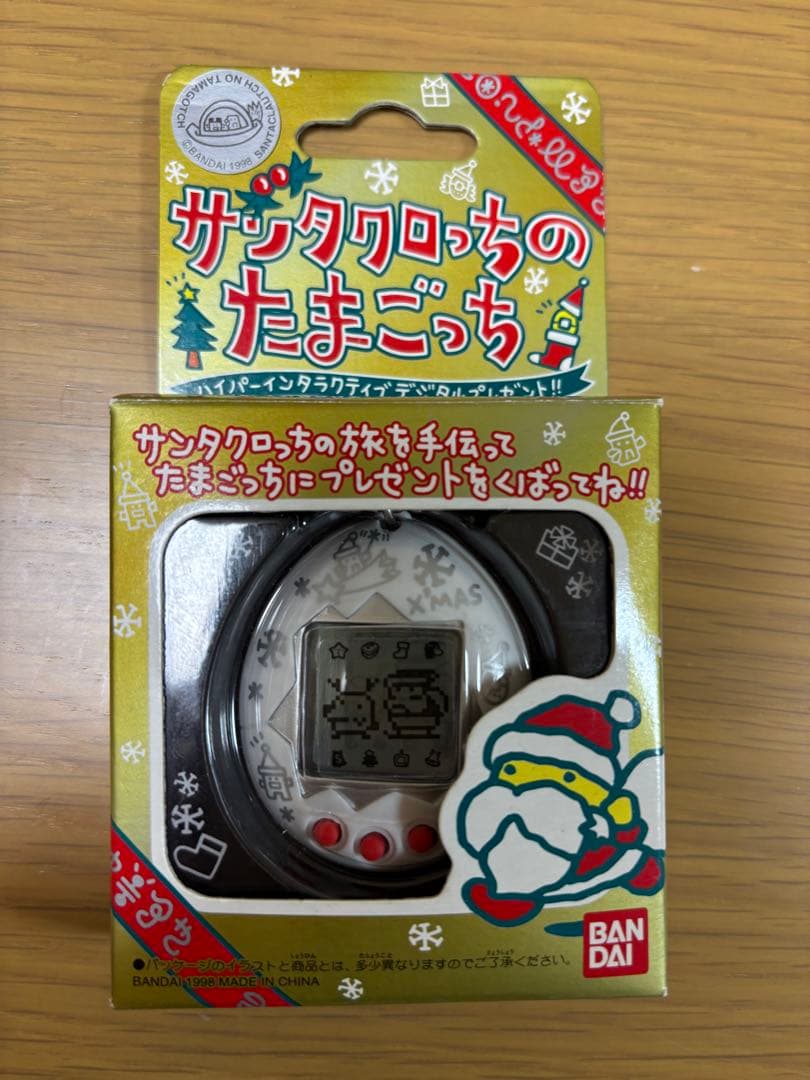 ©BANDAI 1998 SANTACLAUTCH NO TAMAGOTCH
サンタクロっちの
たまごっち
ハイパーインタラクティブデジタルプレゼント!!
サンタクロっちの旅を手伝って
たまごっちにプレゼントをくばってね!!
X'MAS
BAN
DAI
●パッケージのイラストと商品とは、多少異なりますのでご了承ください。
BANDAI 1998 MADE IN CHINA